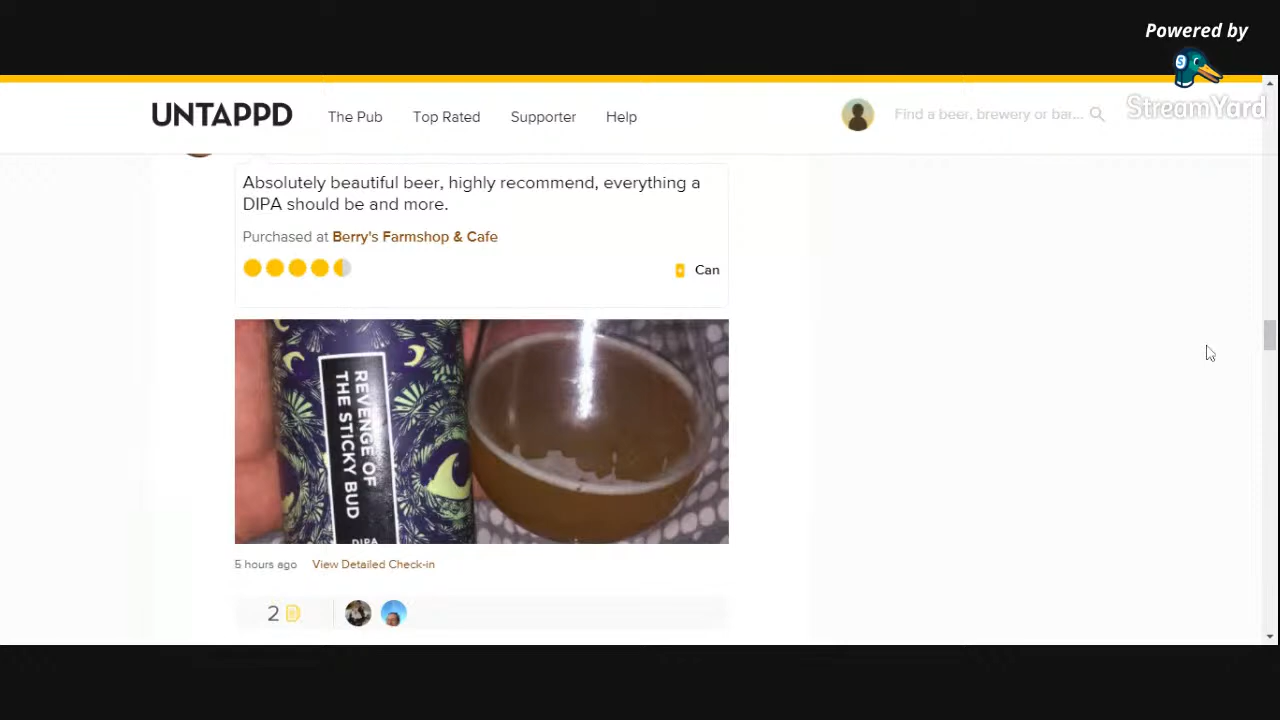 Powered by
StreamYard
UNTAPPD The Pub Top Rated Supporter Help Find a beer, brewery or bar...
Absolutely beautiful beer, highly recommend, everything a
DIPA should be and more.
Purchased at Berry's Farmshop & Cafe
Can
REVENGE OF
THE STICKY BUD
DIPA
5 hours ago View Detailed Check-in
2